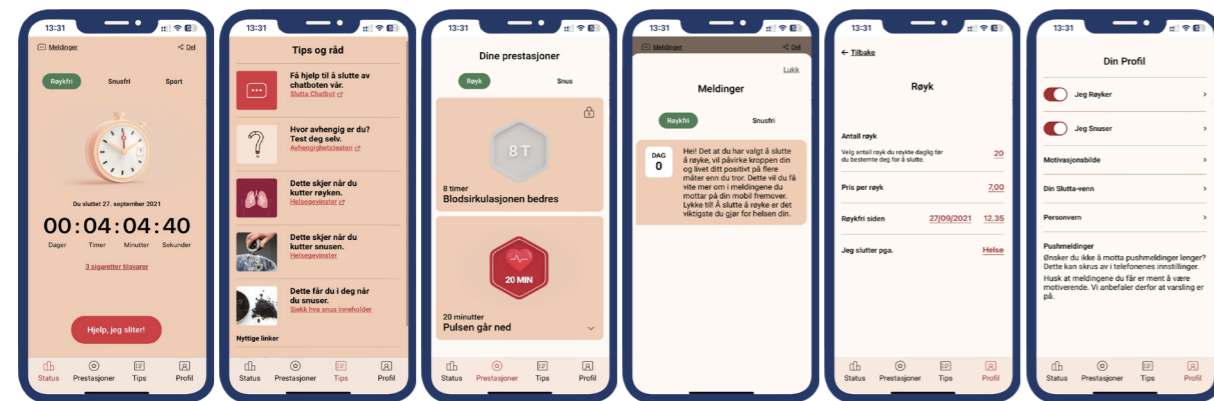 13:31
Meldinger
Del
Røykfri
Snusfri
Spart
Du sluttet 27. september 2021
00:04:04:40
Dager
Timer
Minutter
Sekunder
3 sigaretter tilsvarer
Hjelp, jeg sliter!
Status
Prestasjoner
Tips
Profil
13:31
Tips og råd
Få hjelp til å slutte av
chatboten vår.
Slutta Chatbot
Hvor avhengig er du?
Test deg selv.
Avhengighetstesten
Dette skjer når du
kutter røyken.
Helsegevinster
Dette skjer når du
kutter snusen.
Helsegevinster
Dette får du i deg når
du snuser.
Sjekk hva snus inneholder
Nyttige linker
Status
Prestasjoner
Tips
Profil
13:31
Dine prestasjoner
Røyk
Snus
8 T
8 timer
Blodsirkulasjonen bedres
20 MIN
20 minutter
Pulsen går ned
Status
Prestasjoner
Tips
Profil
13:31
Meldinger
Del
Lukk
Meldinger
Røykfri
Snusfri
DAG
0
Hei! Det at du har valgt å slutte
å røyke, vil påvirke kroppen din
og livet ditt positivt på flere
måter enn du tror. Dette vil du få
vite mer om i meldingene du
mottar på din mobil fremover.
Lykke til! Å slutte å røyke er det
viktigste du gjør for helsen din.
13:31
Tilbake
Røyk
Antall røyk
Velg antall røyk du røykte daglig før
du bestemte deg for å slutte.
20
Pris per røyk
7,00
Røykfri siden
27/09/2021
12.35
Jeg slutter pga.
Helse
Status
Prestasjoner
Tips
Profil
13:31
Din Profil
Jeg Røyker
Jeg Snuser
Motivasjonsbilde
Din Slutta-venn
Personvern
Pushmeldinger
Ønsker du ikke å motta pushmeldinger lenger?
Dette kan skrus av i telefonenes innstillinger.
Husk at meldingene du får er ment å være
motiverende. Vi anbefaler derfor at varsling er
på.
Status
Prestasjoner
Tips
Profil